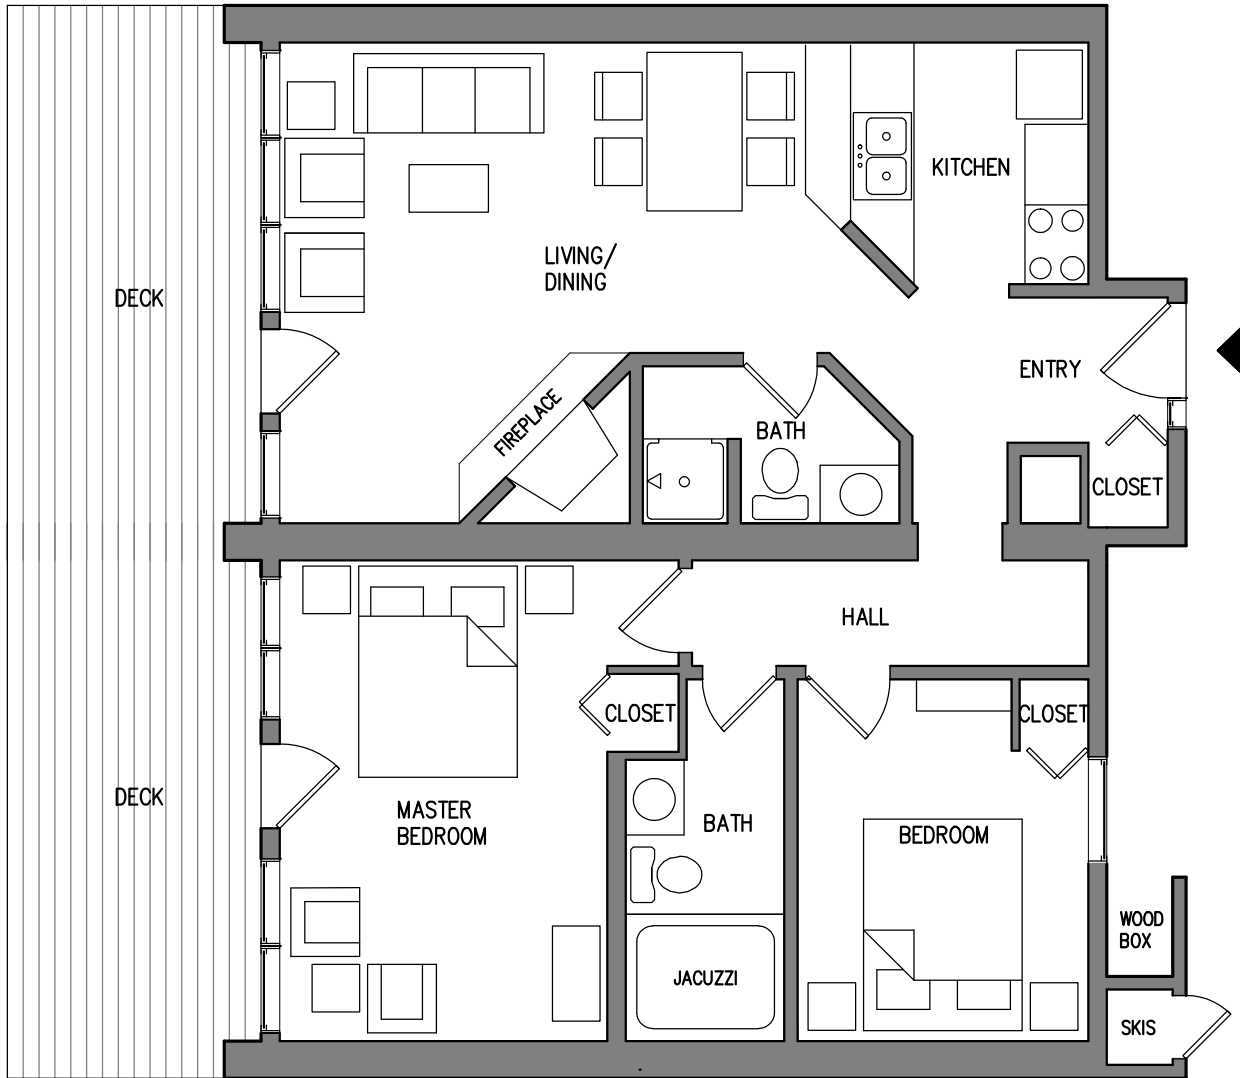 KITCHEN
LIVING/
DINING
DECK
ENTRY
FIREPLACE
BATH
CLOSET
HALL
CLOSET
CLOSET
DECK
MASTER
BEDROOM
BATH
BEDROOM
WOOD
BOX
JACUZZI
SKIS